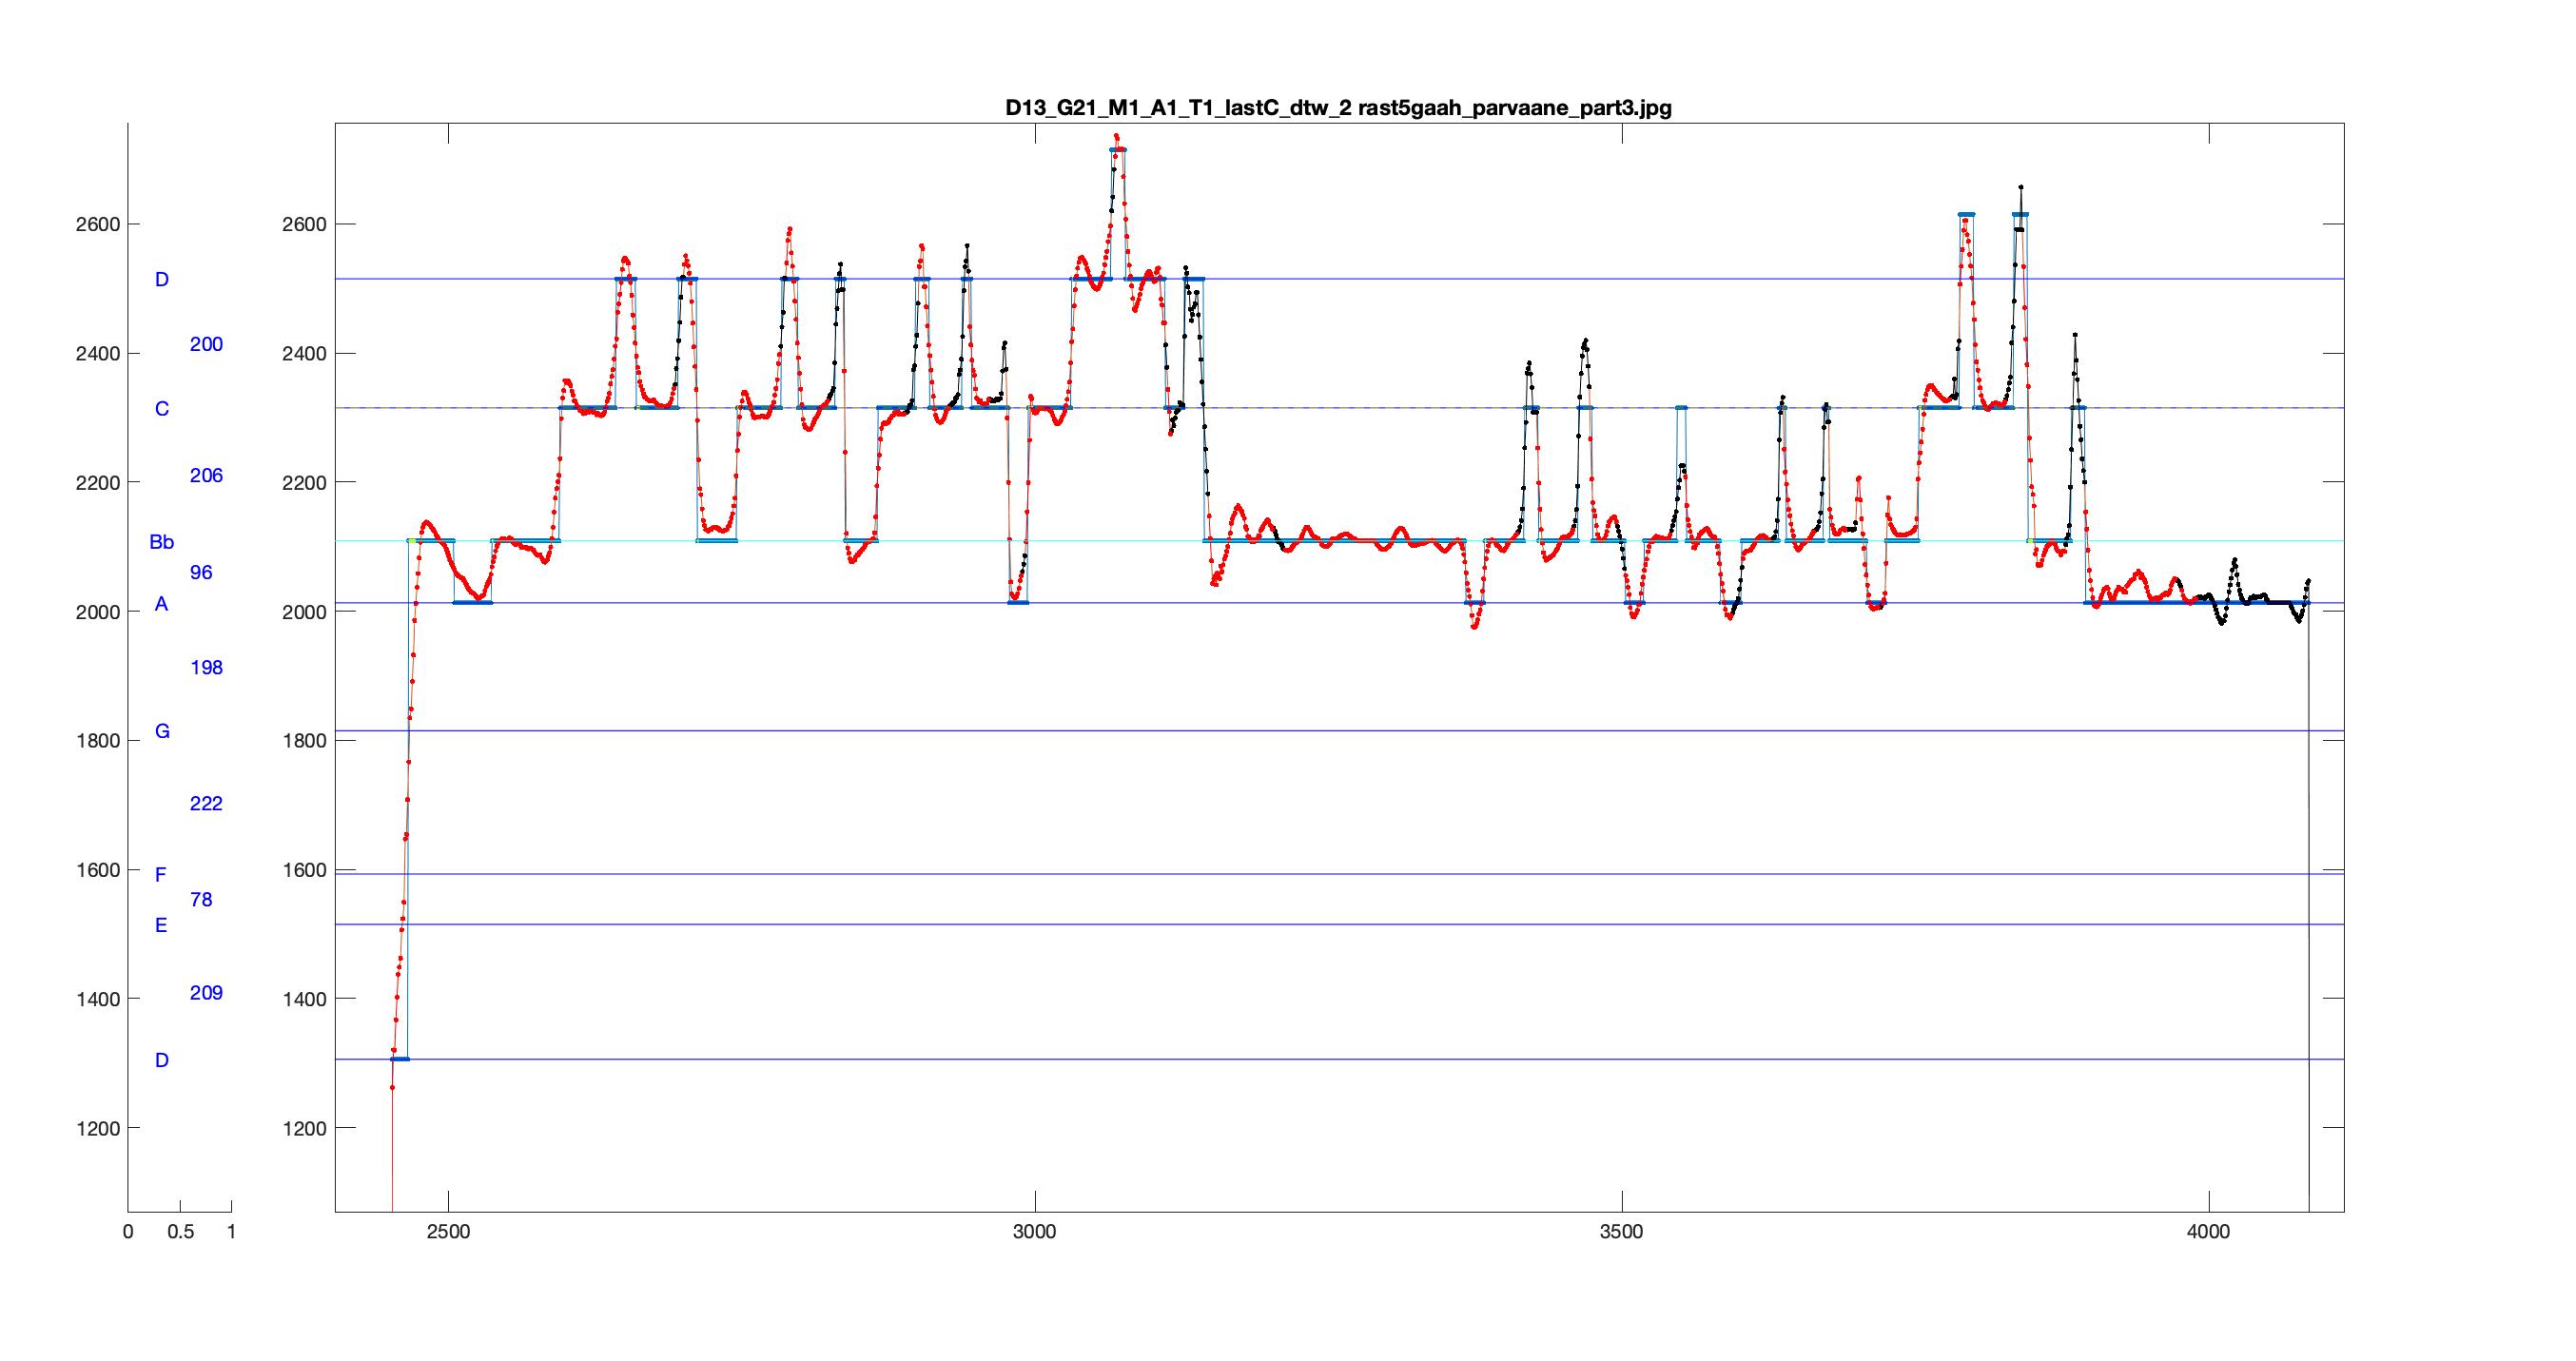 D13_G21_M1_A1_T1_lastC_dtw_2 rast5gaah_parvaane_part3.jpg
2600 2600
D
200
2400 2400
C
206
2200 2200
Bb
96
2000 A 2000
198
G
1800 1800
222
1600 F 1600
78
E
1400 209 1400
D
1200 1200
0 0.5 1 2500 3000 3500 4000